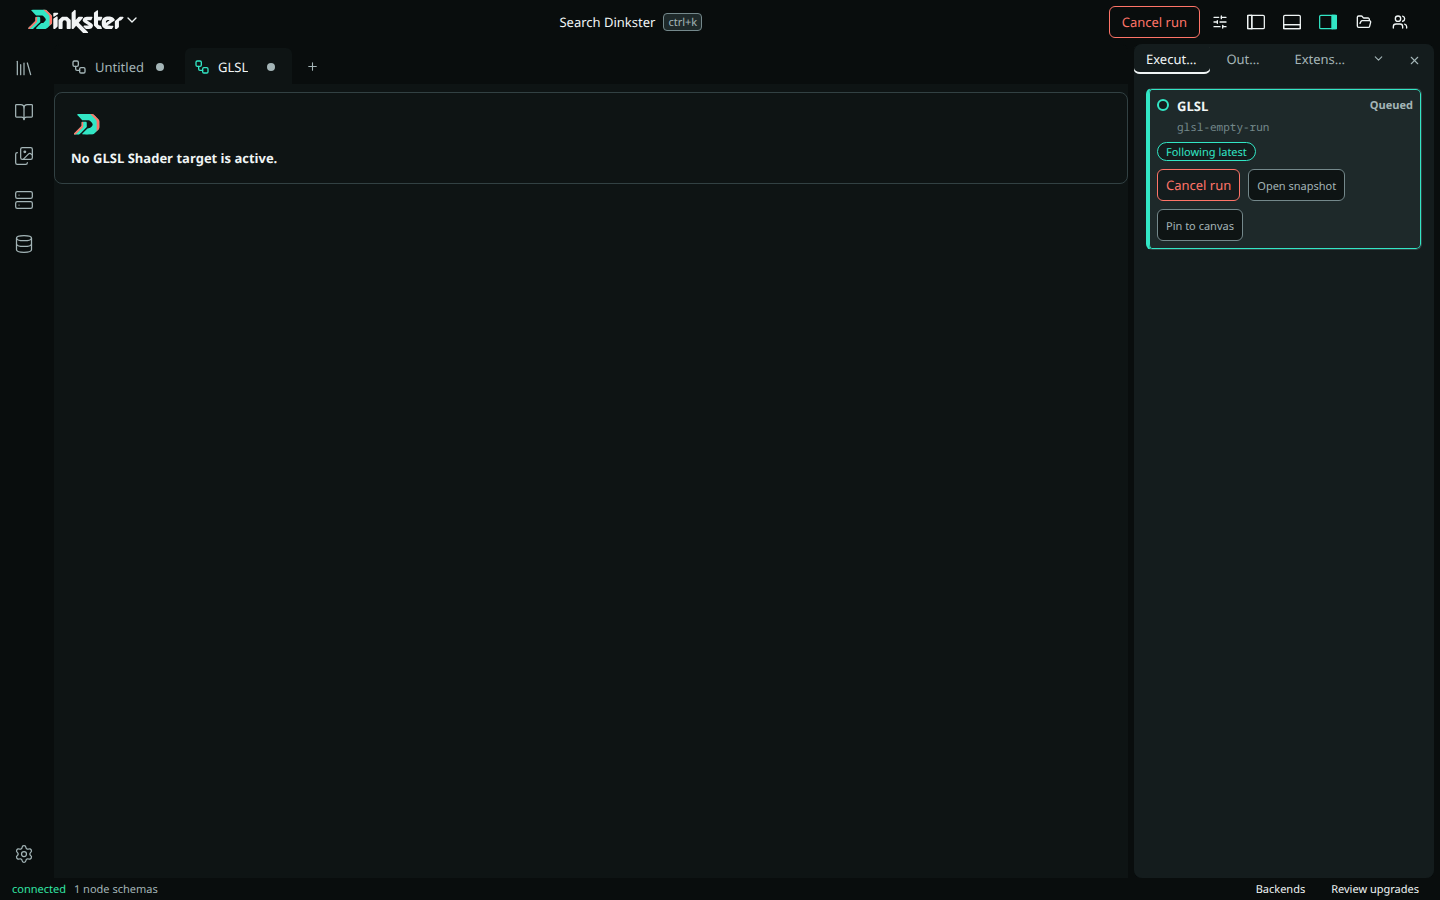 Dinkster
Search Dinkster ctrl+k
Cancel run
Untitled
GLSL
Execut...
Out...
Extens...
No GLSL Shader target is active.
GLSL
Queued
glsl-empty-run
Following latest
Cancel run
Open snapshot
Pin to canvas
connected 1 node schemas
Backends
Review upgrades